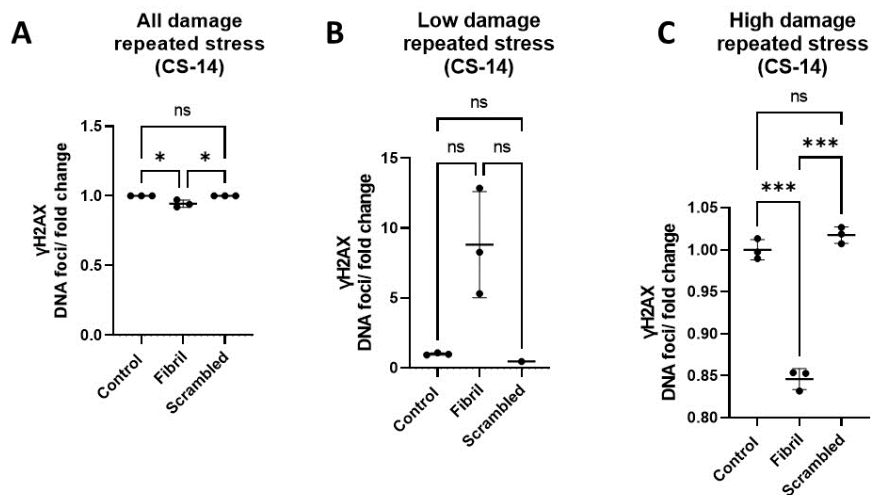 A
All damage
repeated stress
(CS-14)
ns
*
*
1.5
1.0
0.5
0.0
γH2AX
DNA foci/ fold change
Control
Fibril
Scrambled
B
Low damage
repeated stress
(CS-14)
ns
ns
ns
15
10
5
0
γH2AX
DNA foci/ fold change
Control
Fibril
Scrambled
C
High damage
repeated stress
(CS-14)
ns
***
***
1.05
1.00
0.95
0.90
0.85
0.80
γH2AX
DNA foci/ fold change
Control
Fibril
Scrambled